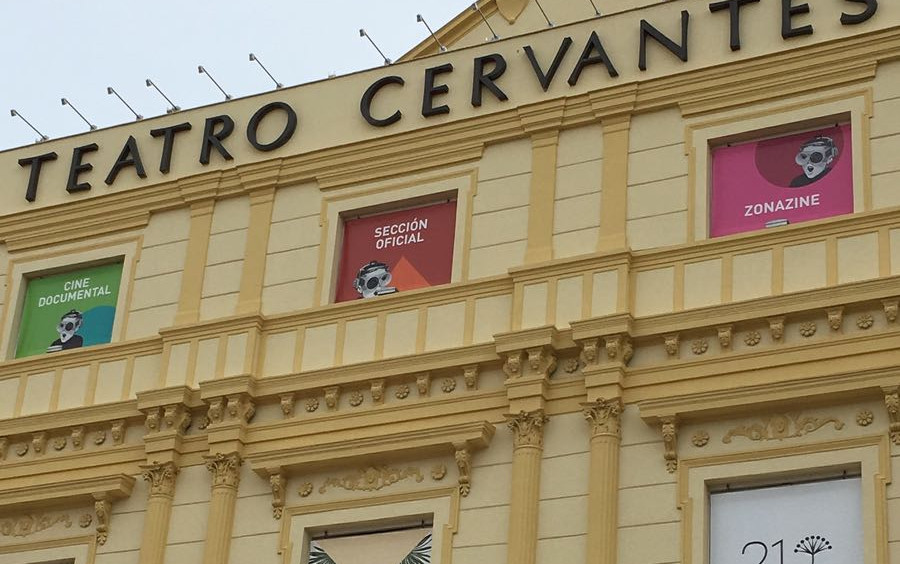 TEATRO CERVANTES
CINE
DOCUMENTAL
SECCIÓN
OFICIAL
ZONAZINE
21